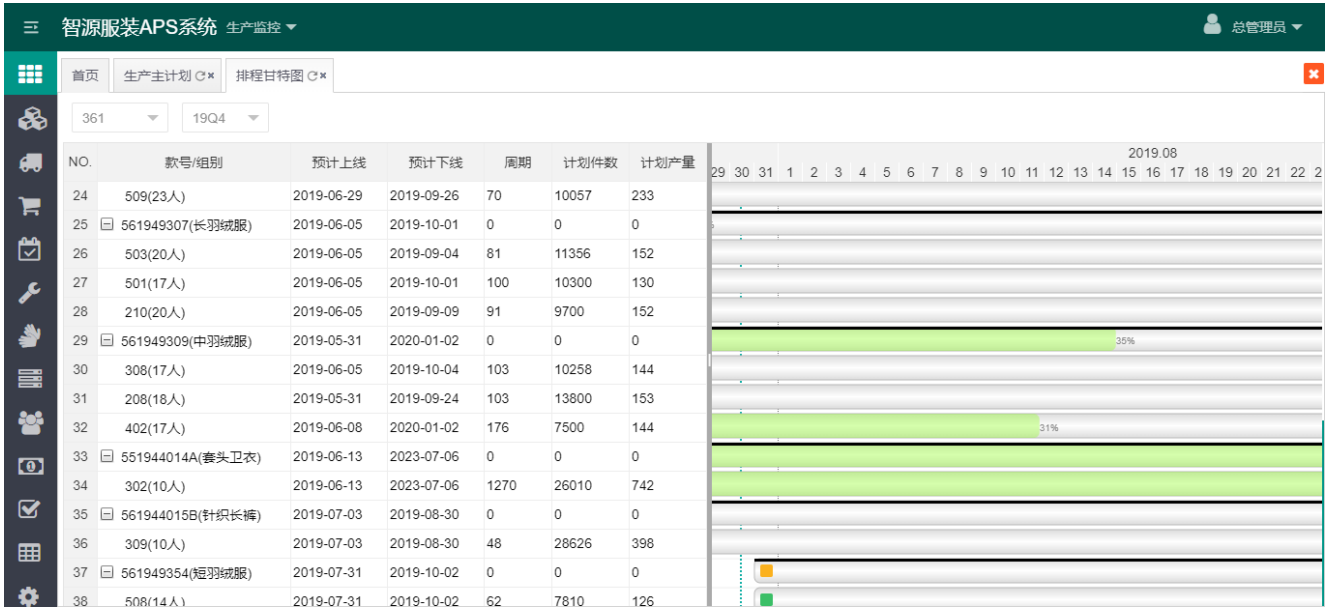 智源服装APS系统 生产监控 总管理员
首页 生产主计划 排程甘特图
361 19Q4
NO. 款号/组别 预计上线 预计下线 周期 计划件数 计划产量 2019.08
29 30 31 1 2 3 4 5 6 7 8 9 10 11 12 13 14 15 16 17 18 19 20 21 22 2
24 509(23人) 2019-06-29 2019-09-26 70 10057 233
25 561949307(长羽绒服) 2019-06-05 2019-10-01 0 0 0
26 503(20人) 2019-06-05 2019-09-04 81 11356 152
27 501(17人) 2019-06-05 2019-10-01 100 10300 130
28 210(20人) 2019-06-05 2019-09-09 91 9700 152
29 561949309(中羽绒服) 2019-05-31 2020-01-02 0 0 0 35%
30 308(17人) 2019-06-05 2019-10-04 103 10258 144
31 208(18人) 2019-05-31 2019-09-24 103 13800 153
32 402(17人) 2019-06-08 2020-01-02 176 7500 144 31%
33 551944014A(套头卫衣) 2019-06-13 2023-07-06 0 0 0
34 302(10人) 2019-06-13 2023-07-06 1270 26010 742
35 561944015B(针织长裤) 2019-07-03 2019-08-30 0 0 0
36 309(10人) 2019-07-03 2019-08-30 48 28626 398
37 561949354(短羽绒服) 2019-07-31 2019-10-02 0 0 0
38 508(14人) 2019-07-31 2019-10-02 62 7810 126